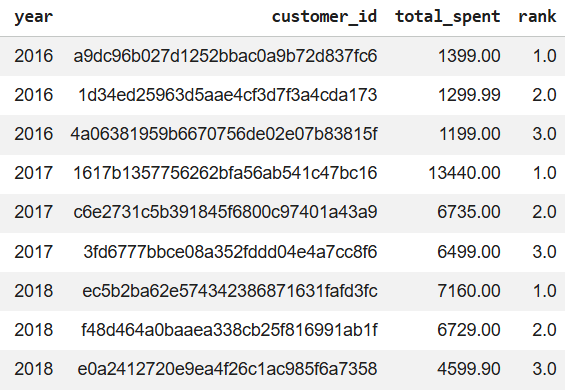 year customer_id total_spent rank
2016 a9dc96b027d1252bbac0a9b72d837fc6 1399.00 1.0
2016 1d34ed25963d5aae4cf3d7f3a4cda173 1299.99 2.0
2016 4a06381959b6670756de02e07b83815f 1199.00 3.0
2017 1617b1357756262bfa56ab541c47bc16 13440.00 1.0
2017 c6e2731c5b391845f6800c97401a43a9 6735.00 2.0
2017 3fd6777bbce08a352fddd04e4a7cc8f6 6499.00 3.0
2018 ec5b2ba62e574342386871631fafd3fc 7160.00 1.0
2018 f48d464a0baaea338cb25f816991ab1f 6729.00 2.0
2018 e0a2412720e9ea4f26c1ac985f6a7358 4599.90 3.0